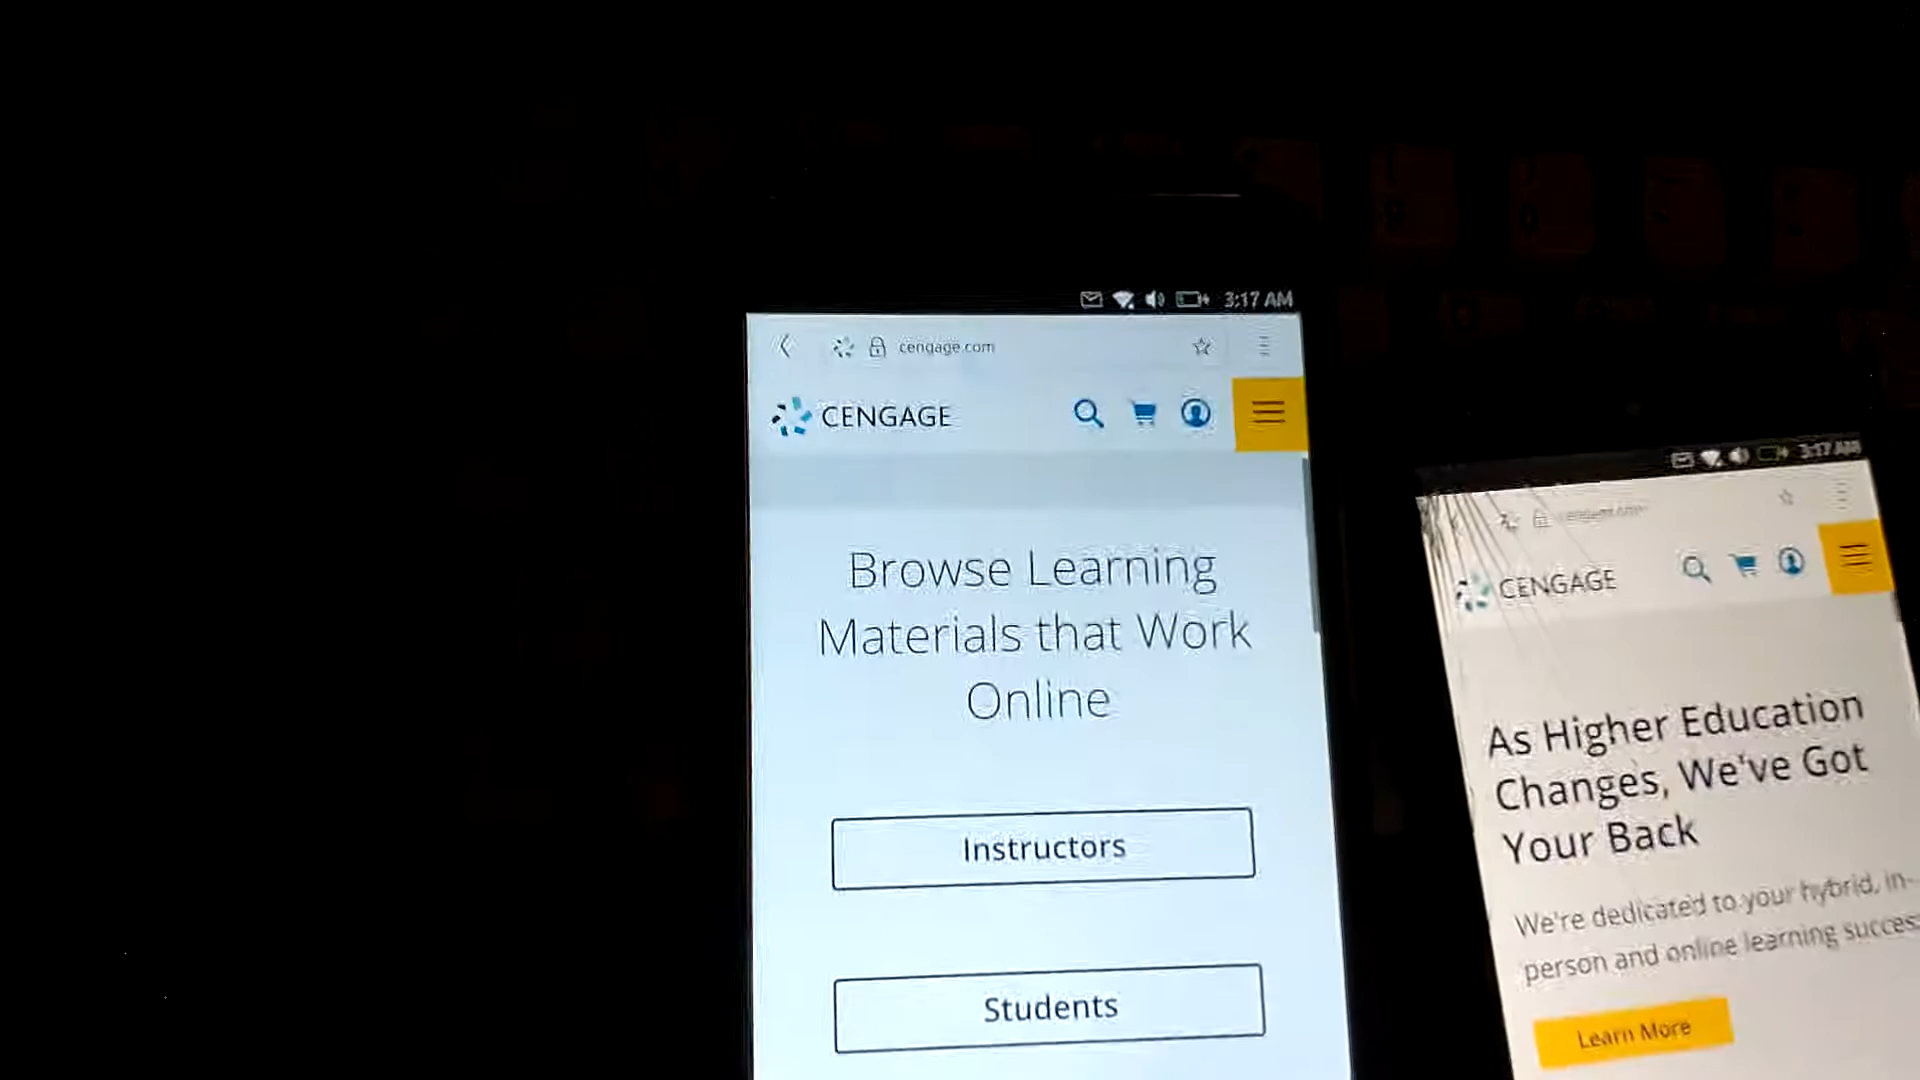 3:17 AM
cengage.com
CENGAGE
Browse Learning
Materials that Work
Online
Instructors
Students
3:17 AM
CENGAGE
As Higher Education
Changes, We've Got
Your Back
We're dedicated to your hybrid, in-
person and online learning
Learn More